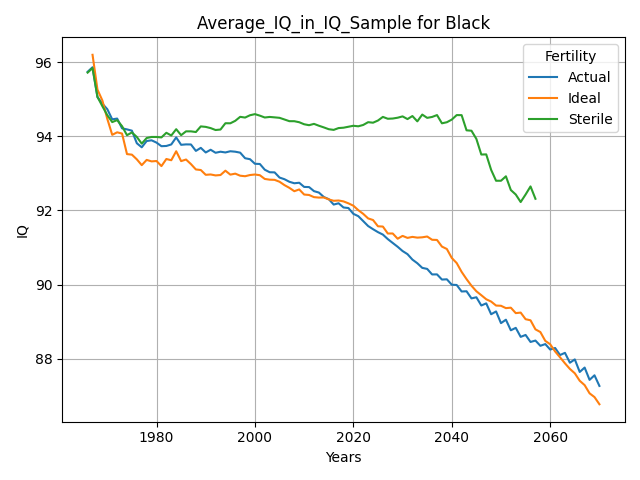 Average_IQ_in_IQ_Sample for Black
Fertility
Actual
Ideal
Sterile
IQ
96
94
92
90
88
1980
2000
2020
2040
2060
Years